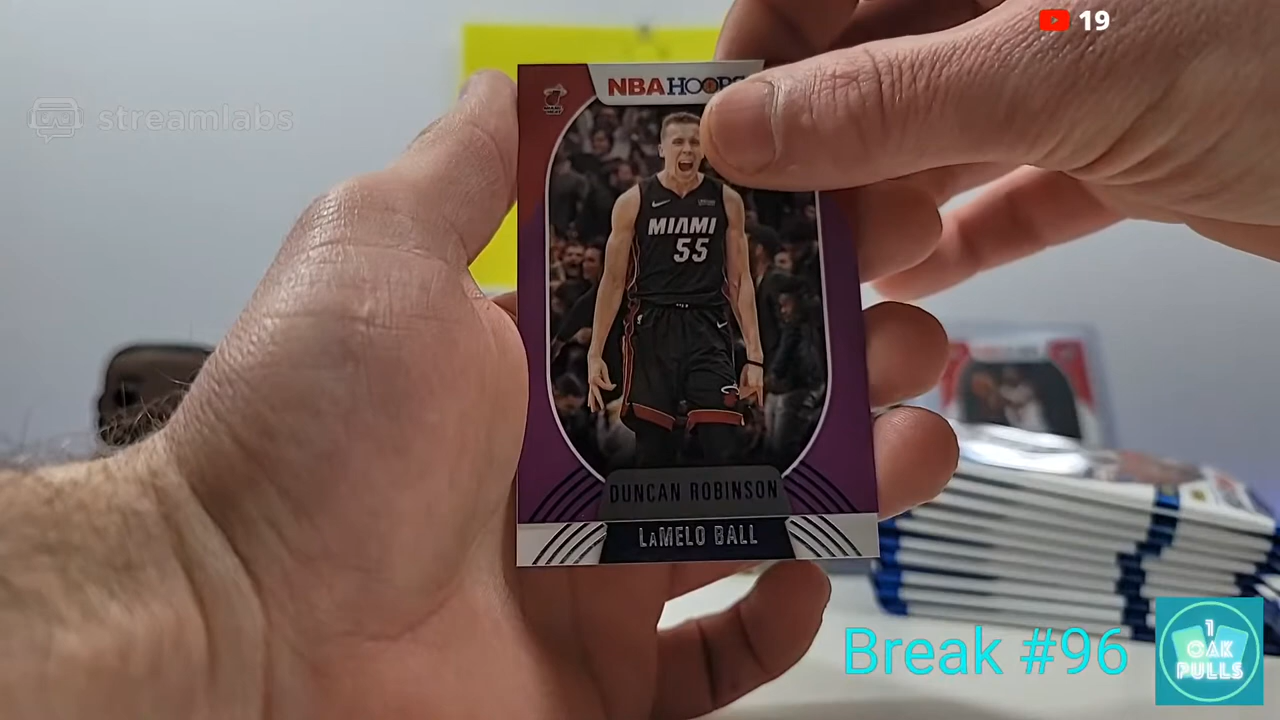 19
streamlabs
NBA HOOPS
MIAMI
55
DUNCAN ROBINSON
LaMELO BALL
Break #96
1
OAK
PULLS